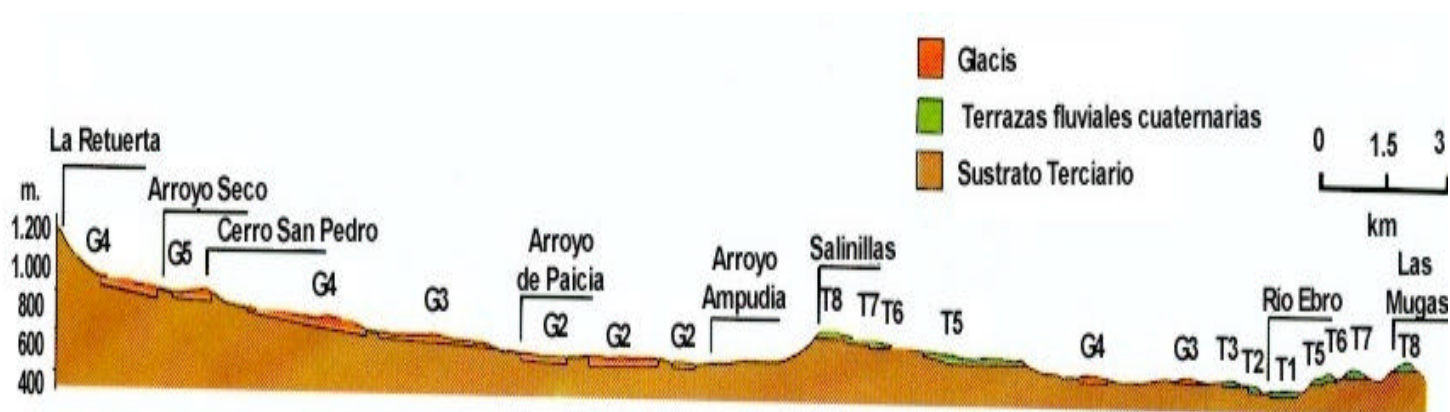 Glacis
Terrazas fluviales cuaternarias
Sustrato Terciario
0 1.5 3
km
La Retuerta
Arroyo Seco
Cerro San Pedro
Arroyo
de Paicia
Arroyo
Ampudia
Salinillas
Rio Ebro
Las
Mugas
m.
1.200
1.000
800
600
400
G4
G5
G4
G3
G2
G2
G2
T8
T7
T6
T5
G4
G3
T3
T2
T1
T5
T6
T7
T8